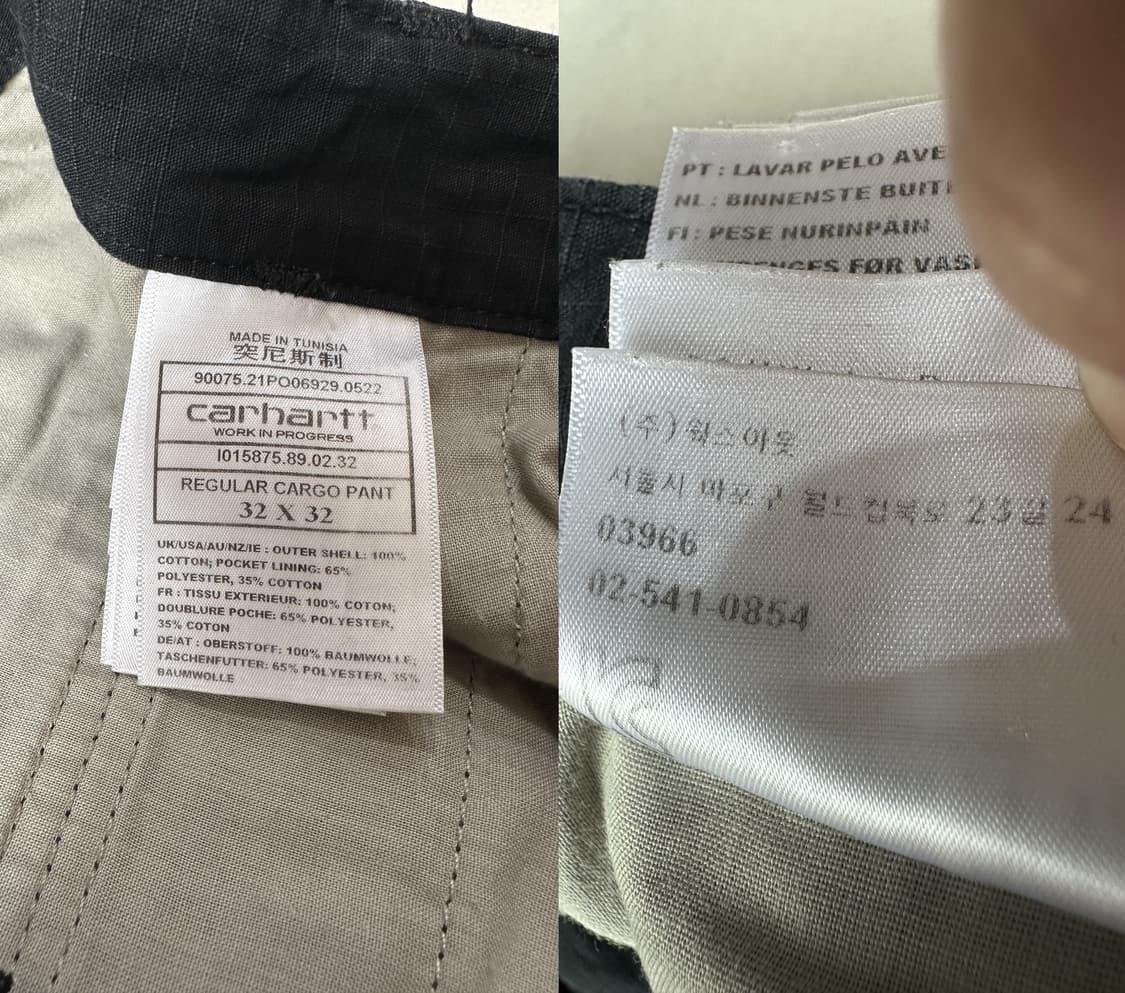 MADE IN TUNISIA
突尼斯制
90075.21PO06929.0522
carhartt
WORK IN PROGRESS
I015875.89.02.32
REGULAR CARGO PANT
32 X 32
UK/USA/AU/NZ/IE : OUTER SHELL: 100%
COTTON; POCKET LINING: 65%
POLYESTER, 35% COTTON
FR : TISSU EXTERIEUR: 100% COTON;
DOUBLURE POCHE: 65% POLYESTER,
35% COTON
DE/AT : OBERSTOFF: 100% BAUMWOLLE;
TASCHENFUTTER: 65% POLYESTER, 35%
BAUMWOLLE
PT : LAVAR PELO AVE
NL : BINNENSTE BUIT
FI : PESE NURINPAIN
FØR VAS
(주) 웍스아웃
서울시 마포구 월드컵북로 23길 24
03966
02-541-0854